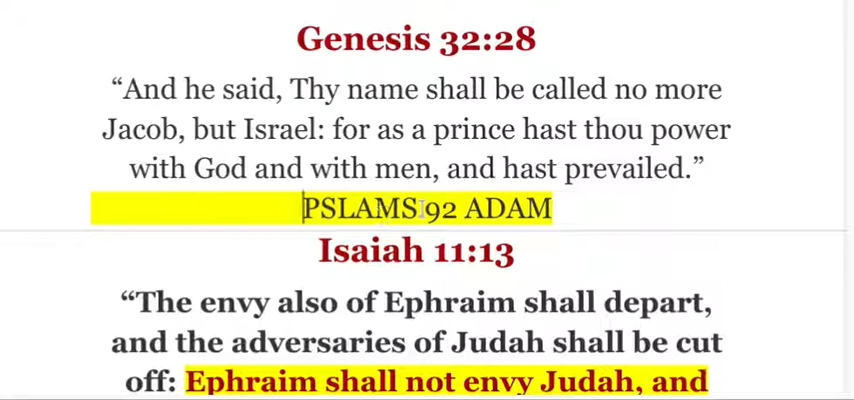 Genesis 32:28
“And he said, Thy name shall be called no more
Jacob, but Israel: for as a prince hast thou power
with God and with men, and hast prevailed.”
PSLAMS 92 ADAM
Isaiah 11:13
“The envy also of Ephraim shall depart,
and the adversaries of Judah shall be cut
off: Ephraim shall not envy Judah, and